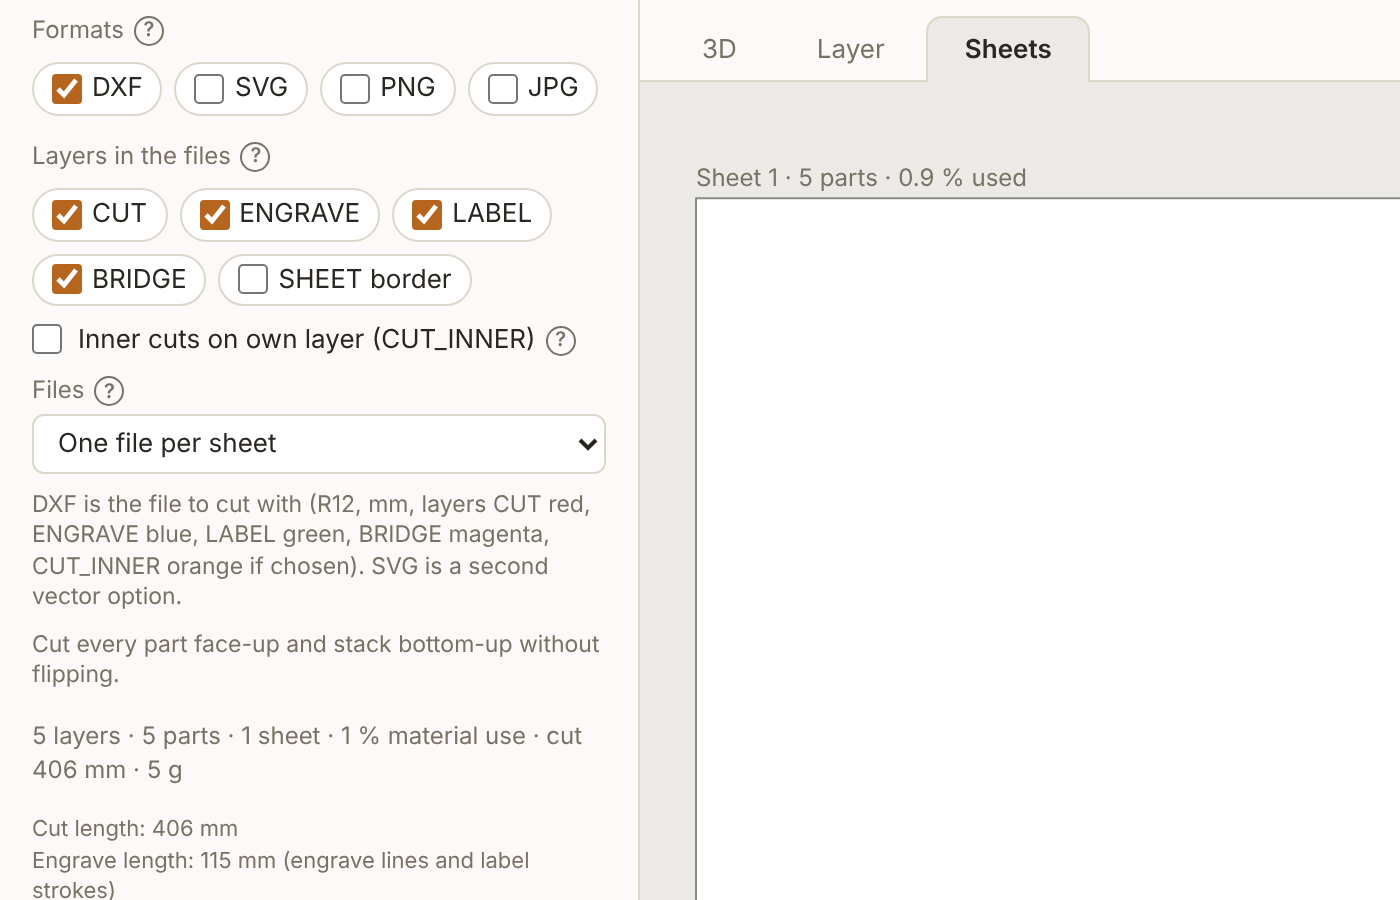 Formats ?
DXF SVG PNG JPG
Layers in the files ?
CUT ENGRAVE LABEL
BRIDGE SHEET border
Inner cuts on own layer (CUT_INNER) ?
Files ?
One file per sheet
DXF is the file to cut with (R12, mm, layers CUT red,
ENGRAVE blue, LABEL green, BRIDGE magenta,
CUT_INNER orange if chosen). SVG is a second
vector option.
Cut every part face-up and stack bottom-up without
flipping.
5 layers · 5 parts · 1 sheet · 1 % material use · cut
406 mm · 5 g
Cut length: 406 mm
Engrave length: 115 mm (engrave lines and label
strokes)
3D Layer Sheets
Sheet 1 · 5 parts · 0.9 % used